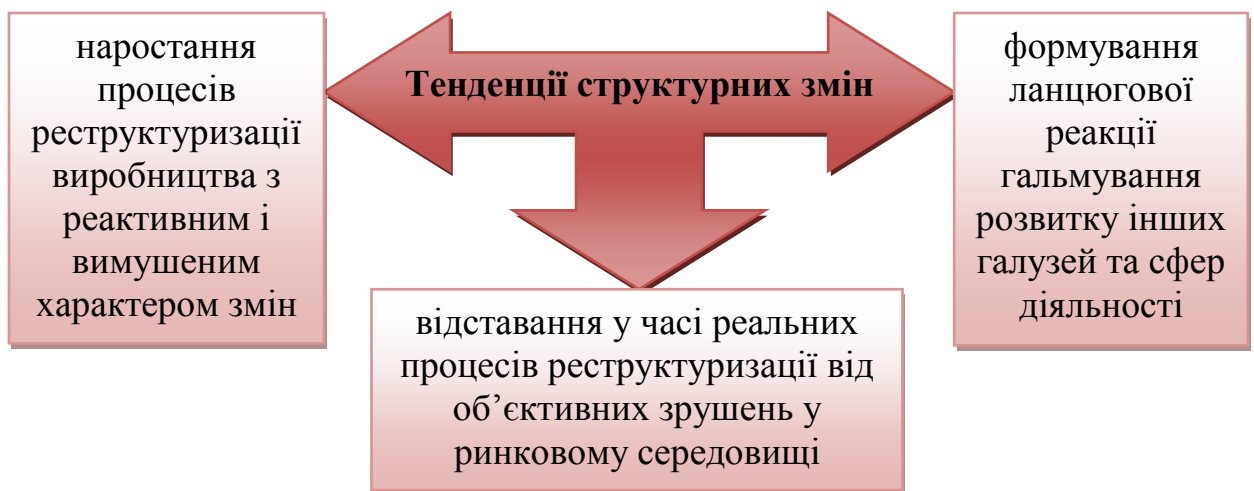 наростання
процесів
реструктуризації
виробництва з
реактивним і
вимушеним
характером змін
Тенденції структурних змін
формування
ланцюгової
реакції
гальмування
розвитку інших
галузей та сфер
діяльності
відставання у часі реальних
процесів реструктуризації від
об’єктивних зрушень у
ринковому середовищі